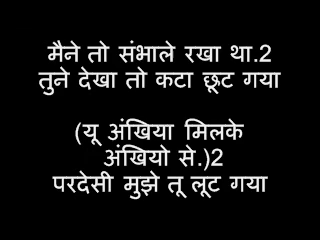 मैने तो संभाले रखा था.2
तुने देखा तो कटा छूट गया
(यू अंखिया मिलके
अंखियो से.)2
परदेसी मुझे तू लूट गया